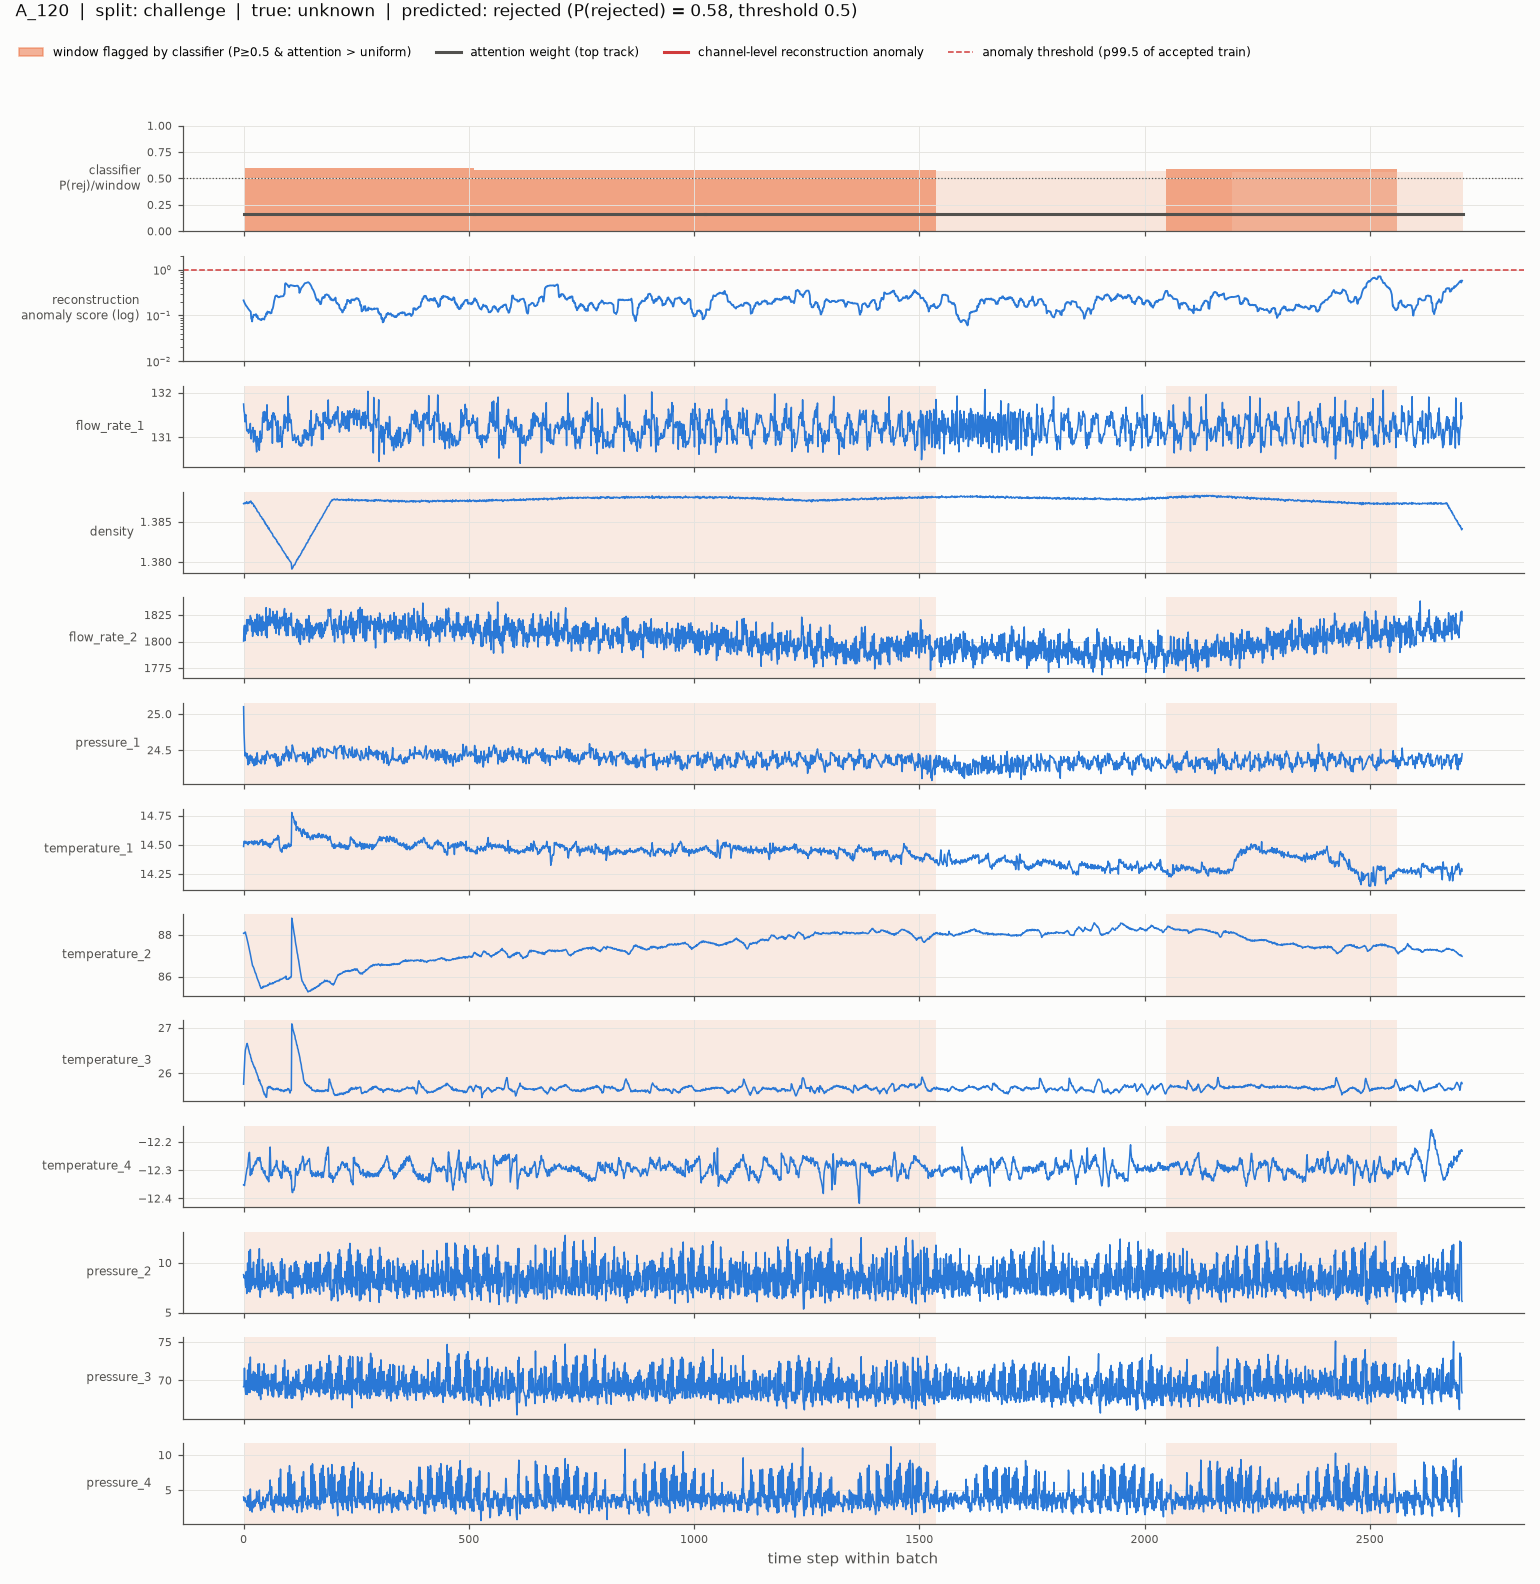 A_120  |  split: challenge  |  true: unknown  |  predicted: rejected (P(rejected) = 0.58, threshold 0.5)
window flagged by classifier (P≥0.5 & attention > uniform)
attention weight (top track)
channel-level reconstruction anomaly
anomaly threshold (p99.5 of accepted train)
classifier
P(rej)/window
1.00
0.75
0.50
0.25
0.00
reconstruction
anomaly score (log)
10⁰
10⁻¹
10⁻²
flow_rate_1
132
131
density
1.385
1.380
flow_rate_2
1825
1800
1775
pressure_1
25.0
24.5
temperature_1
14.75
14.50
14.25
temperature_2
88
86
temperature_3
27
26
temperature_4
−12.2
−12.3
−12.4
pressure_2
10
5
pressure_3
75
70
pressure_4
10
5
0
500
1000
1500
2000
2500
time step within batch